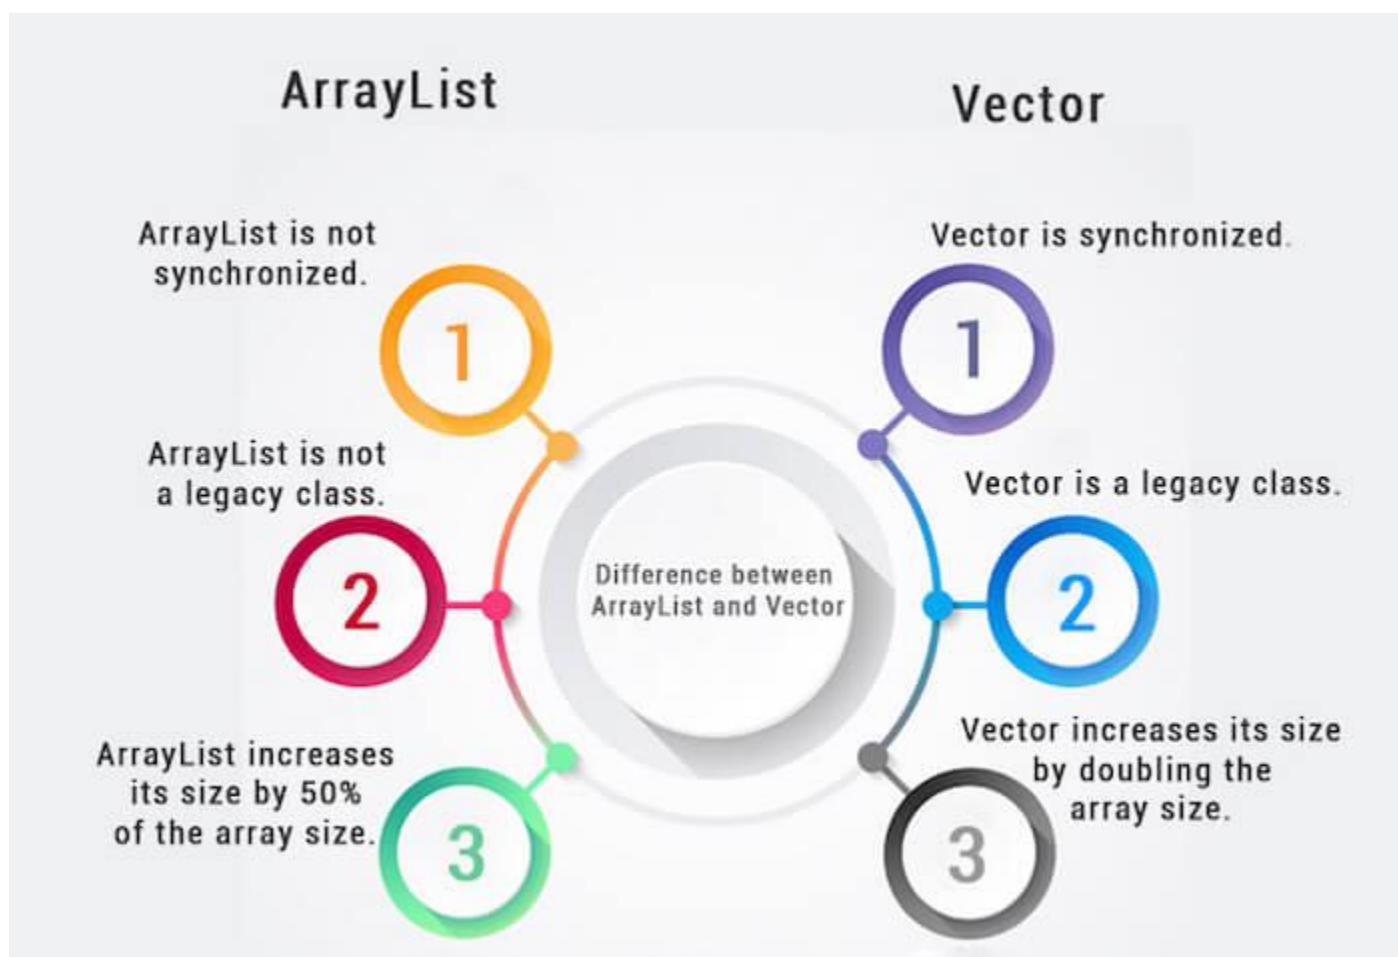 ArrayList
Vector
ArrayList is not
synchronized.
1
Vector is synchronized.
1
ArrayList is not
a legacy class.
2
Vector is a legacy class.
2
Difference between
ArrayList and Vector
ArrayList increases
its size by 50%
of the array size.
3
Vector increases its size
by doubling the
array size.
3